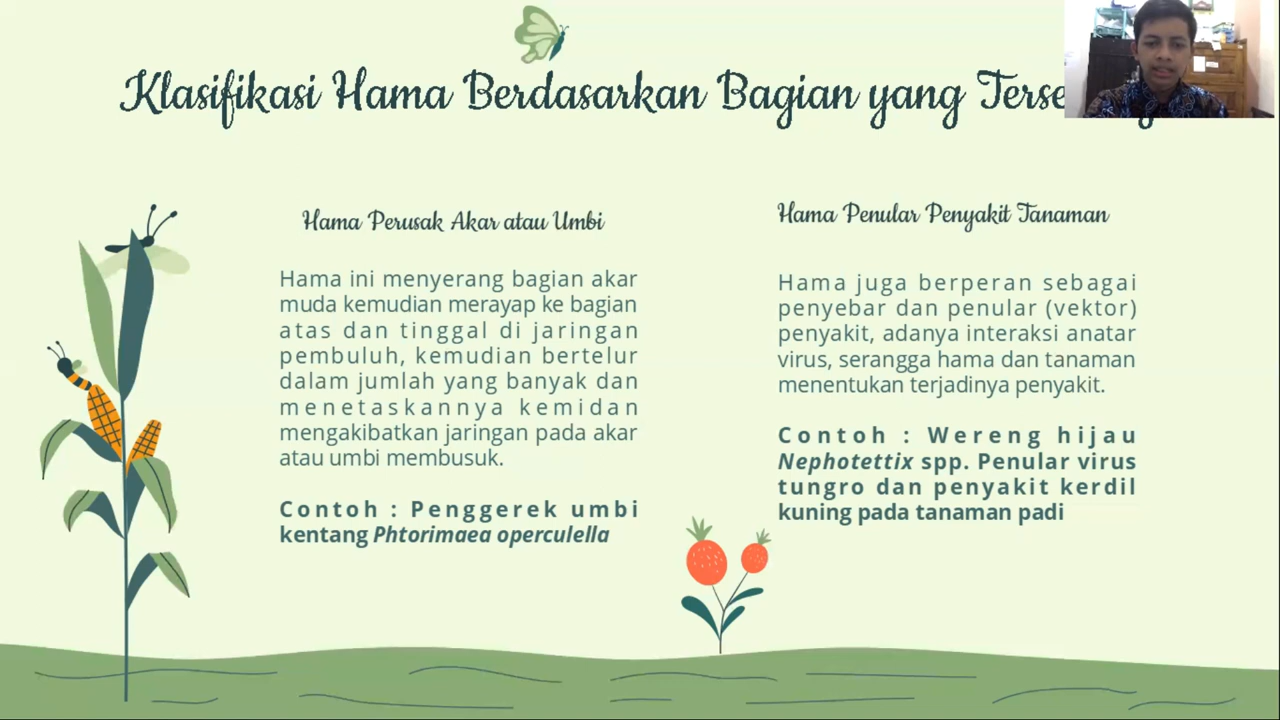 Klasifikasi Hama Berdasarkan Bagian yang
Hama Perusak Akar atau Umbi
Hama ini menyerang bagian akar
muda kemudian merayap ke bagian
atas dan tinggal di jaringan
pembuluh, kemudian bertelur
dalam jumlah yang banyak dan
menetaskannya kemidan
mengakibatkan jaringan pada akar
atau umbi membusuk.
Contoh : Penggerek umbi
kentang Phtorimaea operculella
Hama Penular Penyakit Tanaman
Hama juga berperan sebagai
penyebar dan penular (vektor)
penyakit, adanya interaksi anatar
virus, serangga hama dan tanaman
menentukan terjadinya penyakit.
Contoh : Wereng hijau
Nephotettix spp. Penular virus
tungro dan penyakit kerdil
kuning pada tanaman padi